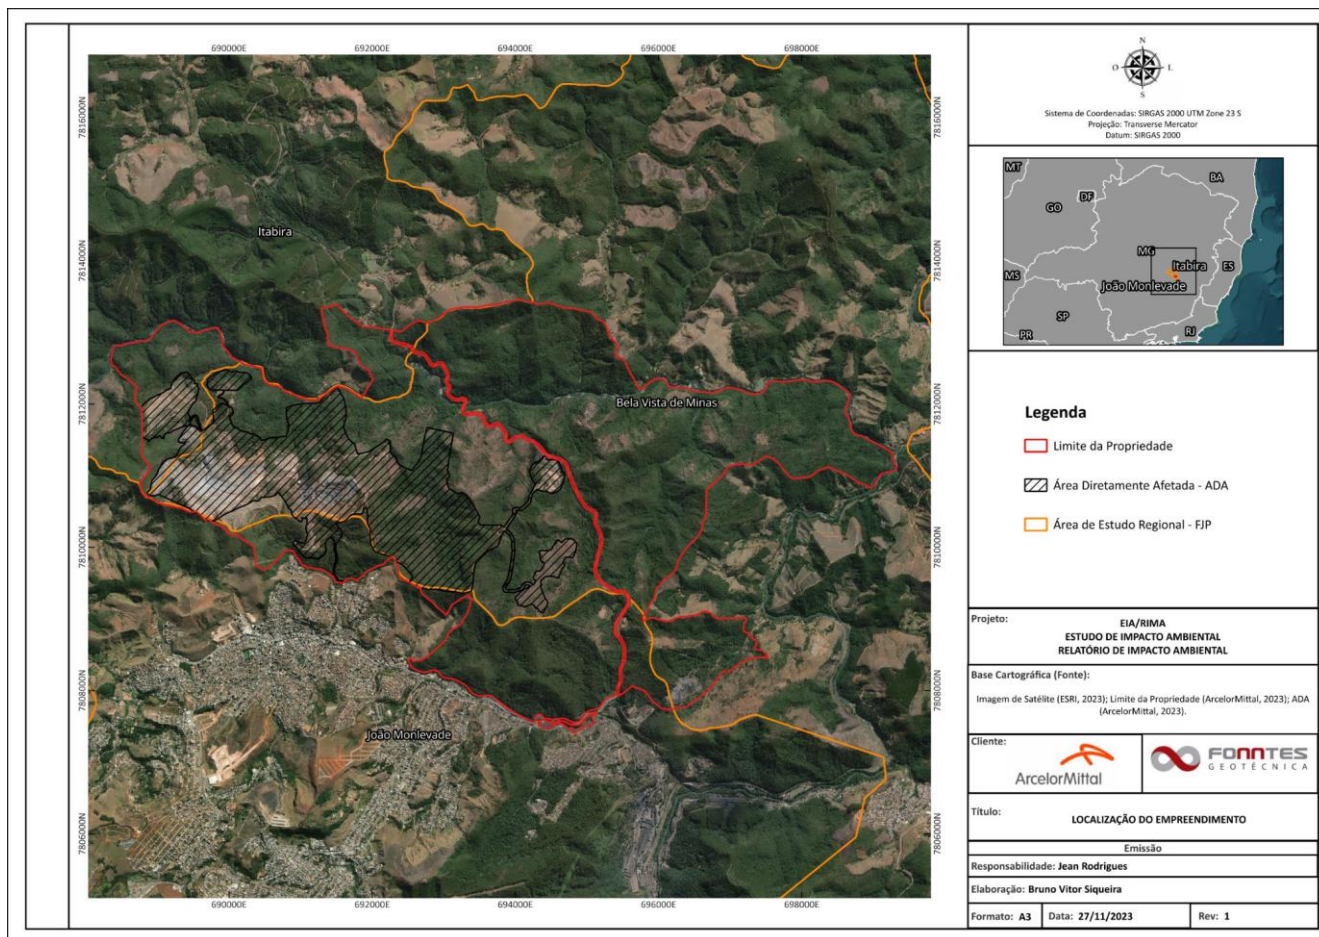 690000E 692000E 694000E 696000E 698000E
7816000N
7814000N
7812000N
7810000N
7808000N
7806000N
Itabira
Bela Vista de Minas
João Monlevade
7816000N
7814000N
7812000N
7810000N
7808000N
7806000N
690000E 692000E 694000E 696000E 698000E
N
O L
S
Sistema de Coordenadas: SIRGAS 2000 UTM Zone 23 S
Projeção: Transverse Mercator
Datum: SIRGAS 2000
MT
BA
DF
GO
MG
Itabira
ES
MS
João Monlevade
SP
RJ
PR
Legenda
Limite da Propriedade
Área Diretamente Afetada - ADA
Área de Estudo Regional - FJP
Projeto:
EIA/RIMA
ESTUDO DE IMPACTO AMBIENTAL
RELATÓRIO DE IMPACTO AMBIENTAL
Base Cartográfica (Fonte):
Imagem de Satélite (ESRI, 2023); Limite da Propriedade (ArcelorMittal, 2023); ADA
(ArcelorMittal, 2023).
Cliente:
ArcelorMittal
FONNTES
GEOTÉCNICA
Título:
LOCALIZAÇÃO DO EMPREENDIMENTO
Emissão
Responsabilidade: Jean Rodrigues
Elaboração: Bruno Vitor Siqueira
Formato: A3 Data: 27/11/2023 Rev: 1